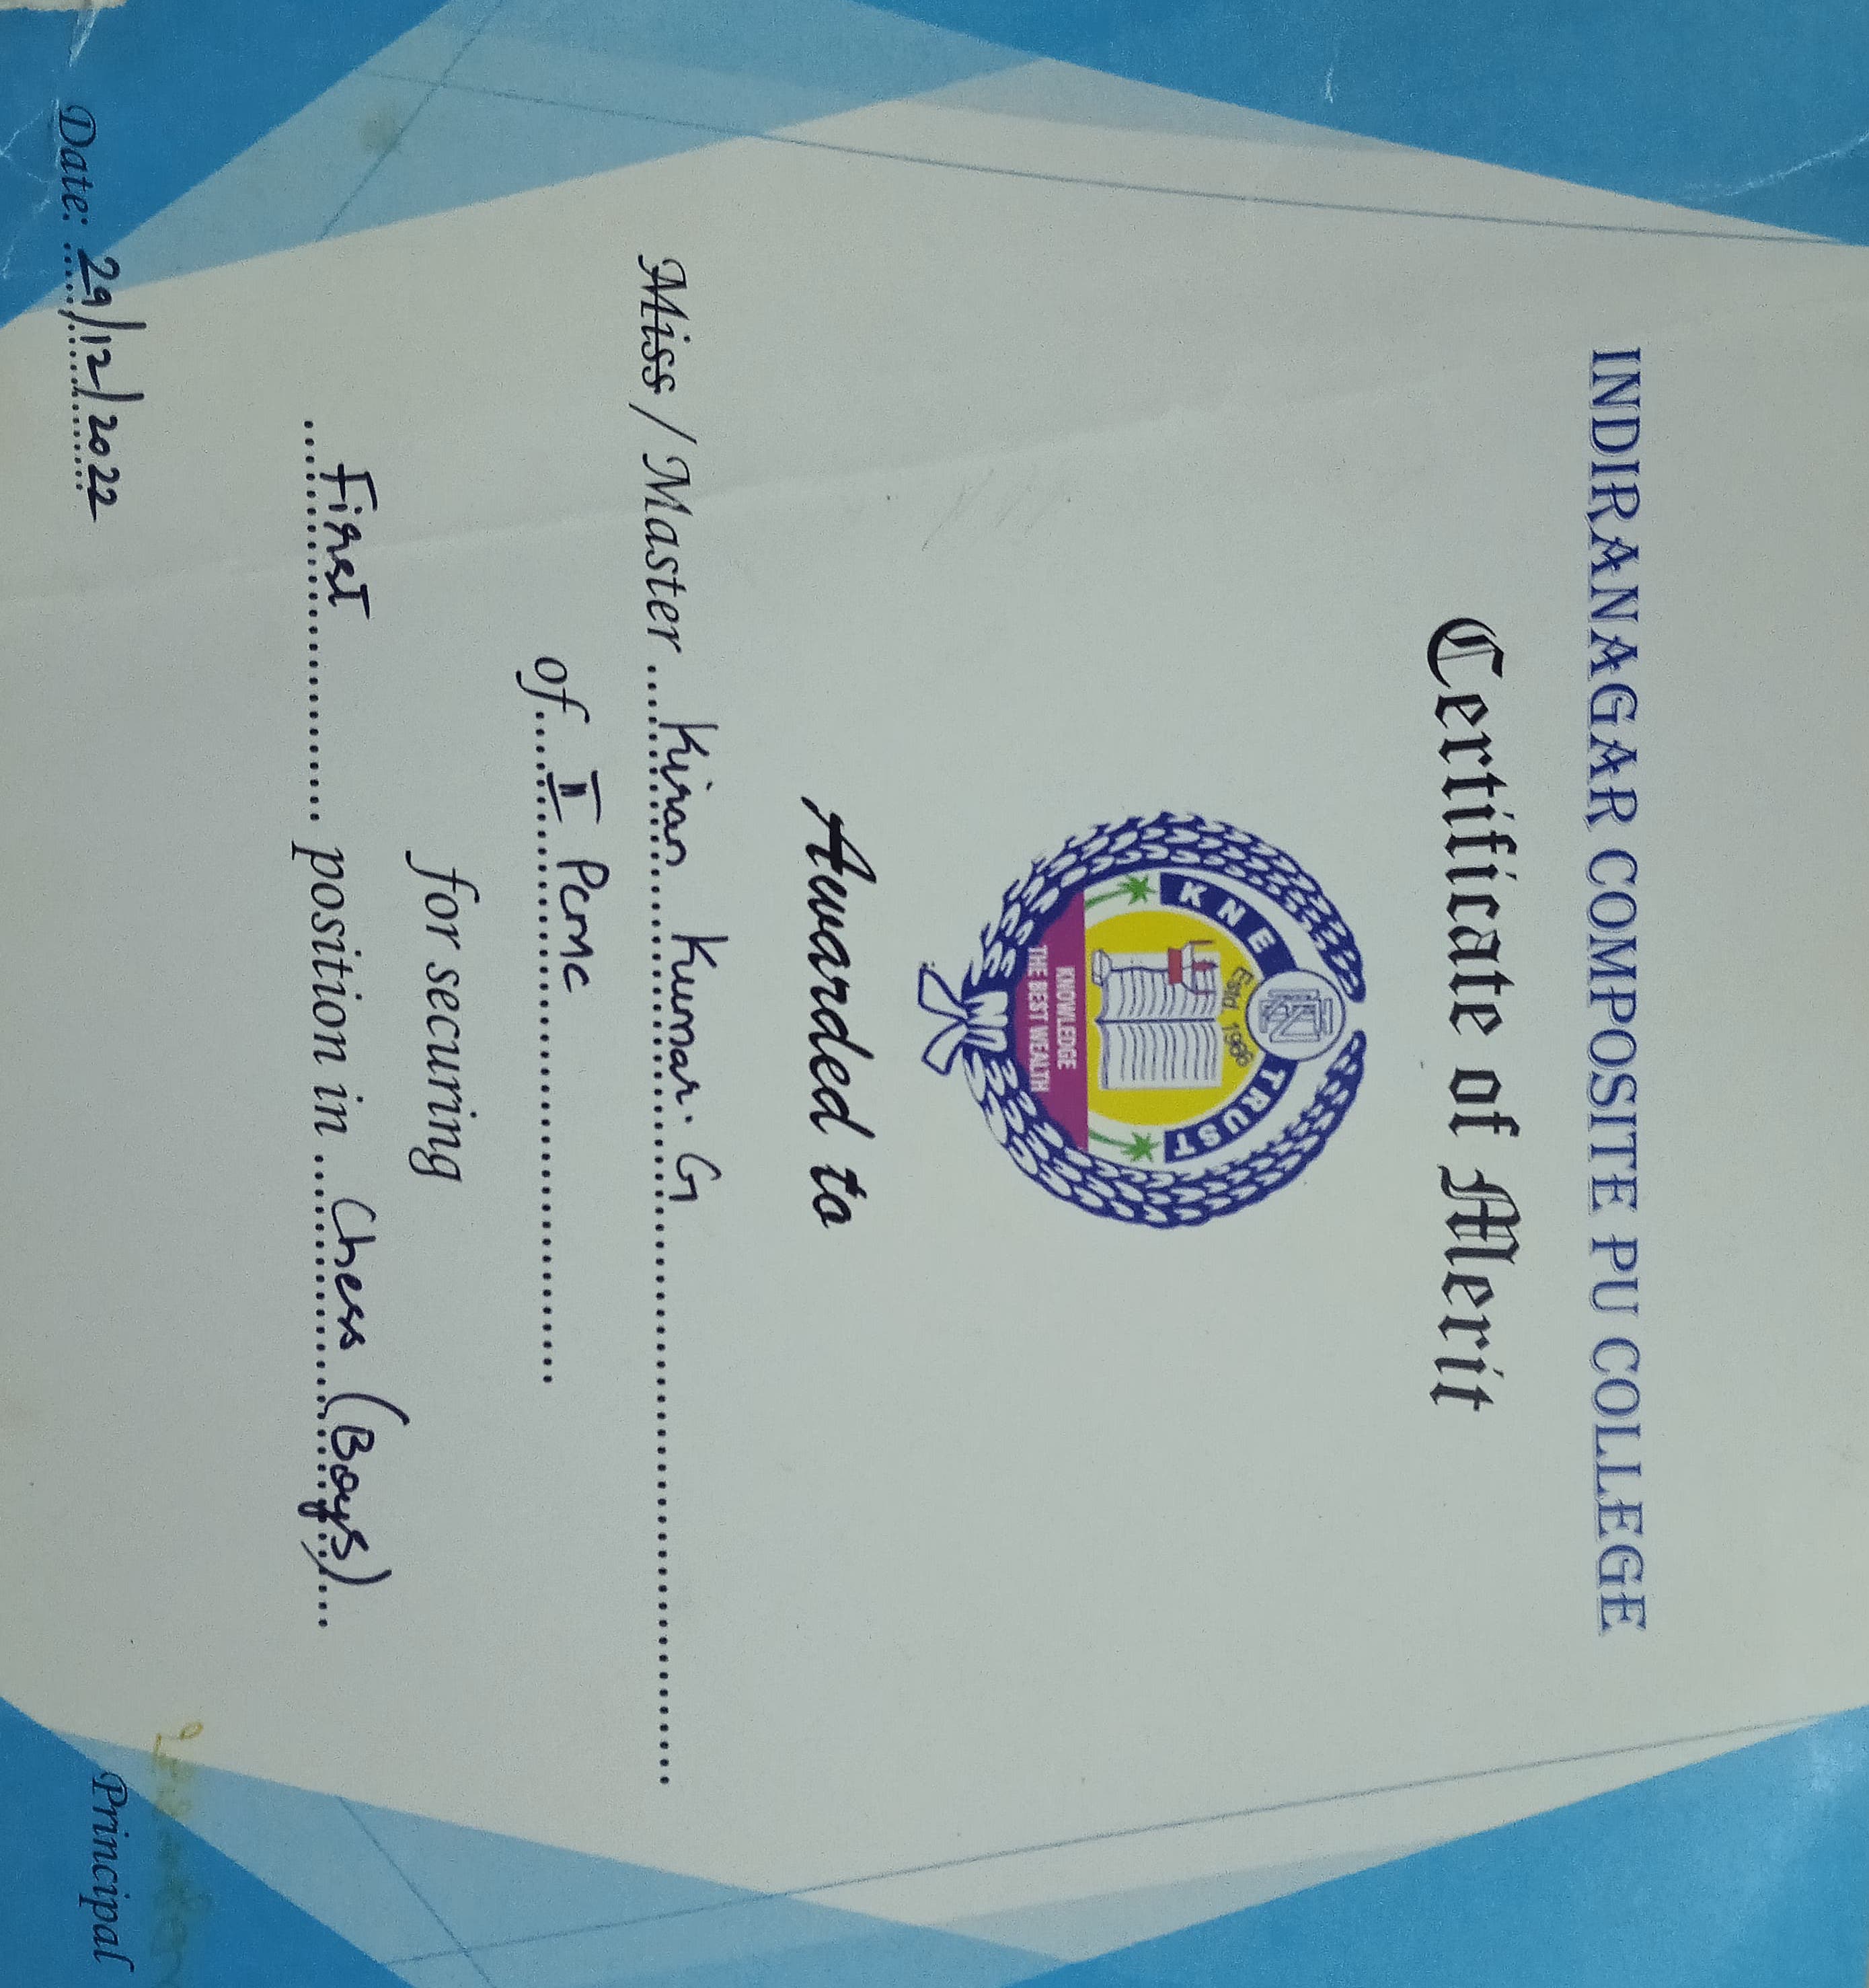 INDIRANAGAR COMPOSITE PU COLLEGE
Certificate of Merit
KNE TRUST
Estd. 1986
KNOWLEDGE
THE BEST WEALTH
Awarded to
Miss / Master Kiran Kumar. G
of II PCMC
for securing
First position in Chess (Boys)
Date: 29/12/2022
Principal